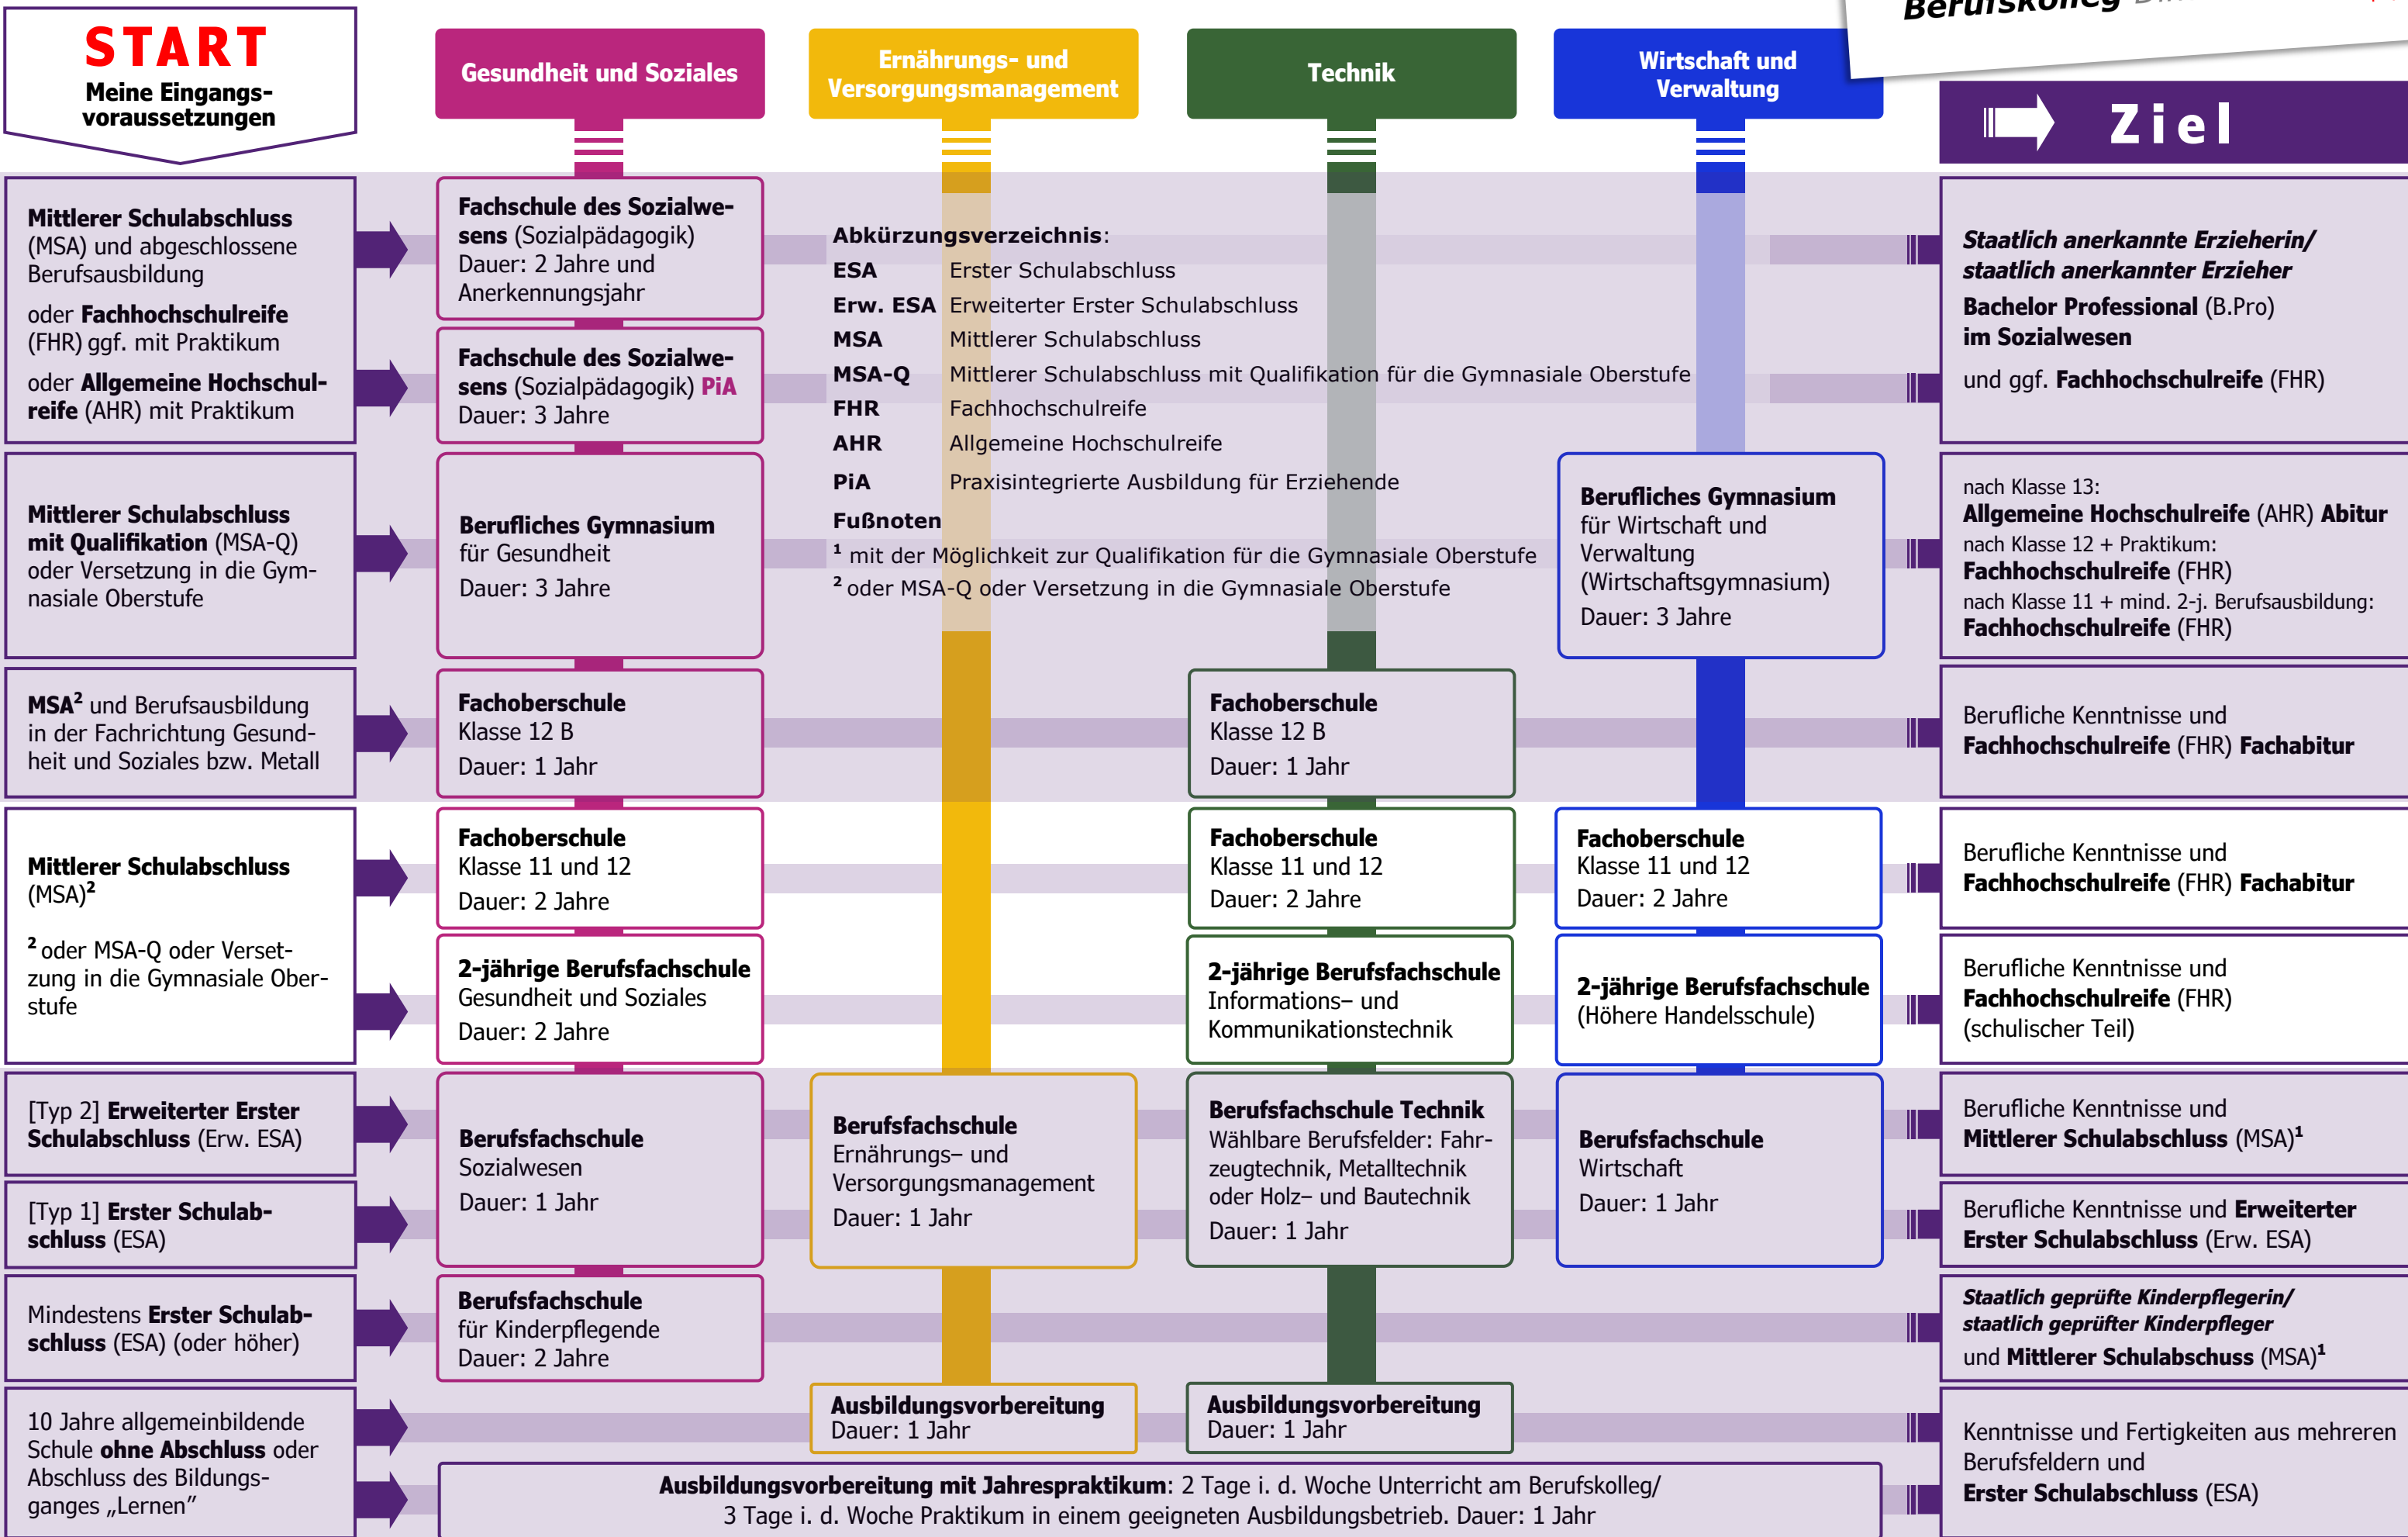 Berufskolleg
START
Meine Eingangs-
voraussetzungen
Gesundheit und Soziales
Ernährungs- und
Versorgungsmanagement
Technik
Wirtschaft und
Verwaltung
Ziel
Mittlerer Schulabschluss
(MSA) und abgeschlossene
Berufsausbildung
oder Fachhochschulreife
(FHR) ggf. mit Praktikum
oder Allgemeine Hochschul-
reife (AHR) mit Praktikum
Fachschule des Sozialwe-
sens (Sozialpädagogik)
Dauer: 2 Jahre und
Anerkennungsjahr
Fachschule des Sozialwe-
sens (Sozialpädagogik) PiA
Dauer: 3 Jahre
Abkürzungsverzeichnis:
ESA Erster Schulabschluss
Erw. ESA Erweiterter Erster Schulabschluss
MSA Mittlerer Schulabschluss
MSA-Q Mittlerer Schulabschluss mit Qualifikation für die Gymnasiale Oberstufe
FHR Fachhochschulreife
AHR Allgemeine Hochschulreife
PiA Praxisintegrierte Ausbildung für Erziehende
Fußnoten
1 mit der Möglichkeit zur Qualifikation für die Gymnasiale Oberstufe
2 oder MSA-Q oder Versetzung in die Gymnasiale Oberstufe
Staatlich anerkannte Erzieherin/
staatlich anerkannter Erzieher
Bachelor Professional (B.Pro)
im Sozialwesen
und ggf. Fachhochschulreife (FHR)
Mittlerer Schulabschluss
mit Qualifikation (MSA-Q)
oder Versetzung in die Gym-
nasiale Oberstufe
Berufliches Gymnasium
für Gesundheit
Dauer: 3 Jahre
Berufliches Gymnasium
für Wirtschaft und
Verwaltung
(Wirtschaftsgymnasium)
Dauer: 3 Jahre
nach Klasse 13:
Allgemeine Hochschulreife (AHR) Abitur
nach Klasse 12 + Praktikum:
Fachhochschulreife (FHR)
nach Klasse 11 + mind. 2-j. Berufsausbildung:
Fachhochschulreife (FHR)
MSA2 und Berufsausbildung
in der Fachrichtung Gesund-
heit und Soziales bzw. Metall
Fachoberschule
Klasse 12 B
Dauer: 1 Jahr
Fachoberschule
Klasse 12 B
Dauer: 1 Jahr
Berufliche Kenntnisse und
Fachhochschulreife (FHR) Fachabitur
Mittlerer Schulabschluss
(MSA)2
2 oder MSA-Q oder Verset-
zung in die Gymnasiale Ober-
stufe
Fachoberschule
Klasse 11 und 12
Dauer: 2 Jahre
Fachoberschule
Klasse 11 und 12
Dauer: 2 Jahre
Fachoberschule
Klasse 11 und 12
Dauer: 2 Jahre
Berufliche Kenntnisse und
Fachhochschulreife (FHR) Fachabitur
2-jährige Berufsfachschule
Gesundheit und Soziales
Dauer: 2 Jahre
2-jährige Berufsfachschule
Informations– und
Kommunikationstechnik
2-jährige Berufsfachschule
(Höhere Handelsschule)
Berufliche Kenntnisse und
Fachhochschulreife (FHR)
(schulischer Teil)
[Typ 2] Erweiterter Erster
Schulabschluss (Erw. ESA)
[Typ 1] Erster Schulab-
schluss (ESA)
Berufsfachschule
Sozialwesen
Dauer: 1 Jahr
Berufsfachschule
Ernährungs– und
Versorgungsmanagement
Dauer: 1 Jahr
Berufsfachschule Technik
Wählbare Berufsfelder: Fahr-
zeugtechnik, Metalltechnik
oder Holz– und Bautechnik
Dauer: 1 Jahr
Berufsfachschule
Wirtschaft
Dauer: 1 Jahr
Berufliche Kenntnisse und
Mittlerer Schulabschluss (MSA)1
Berufliche Kenntnisse und Erweiterter
Erster Schulabschluss (Erw. ESA)
Mindestens Erster Schulab-
schluss (ESA) (oder höher)
Berufsfachschule
für Kinderpflegende
Dauer: 2 Jahre
Staatlich geprüfte Kinderpflegerin/
staatlich geprüfter Kinderpfleger
und Mittlerer Schulabschuss (MSA)1
10 Jahre allgemeinbildende
Schule ohne Abschluss oder
Abschluss des Bildungs-
ganges „Lernen”
Ausbildungsvorbereitung
Dauer: 1 Jahr
Ausbildungsvorbereitung
Dauer: 1 Jahr
Ausbildungsvorbereitung mit Jahrespraktikum: 2 Tage i. d. Woche Unterricht am Berufskolleg/
3 Tage i. d. Woche Praktikum in einem geeigneten Ausbildungsbetrieb. Dauer: 1 Jahr
Kenntnisse und Fertigkeiten aus mehreren
Berufsfeldern und
Erster Schulabschluss (ESA)